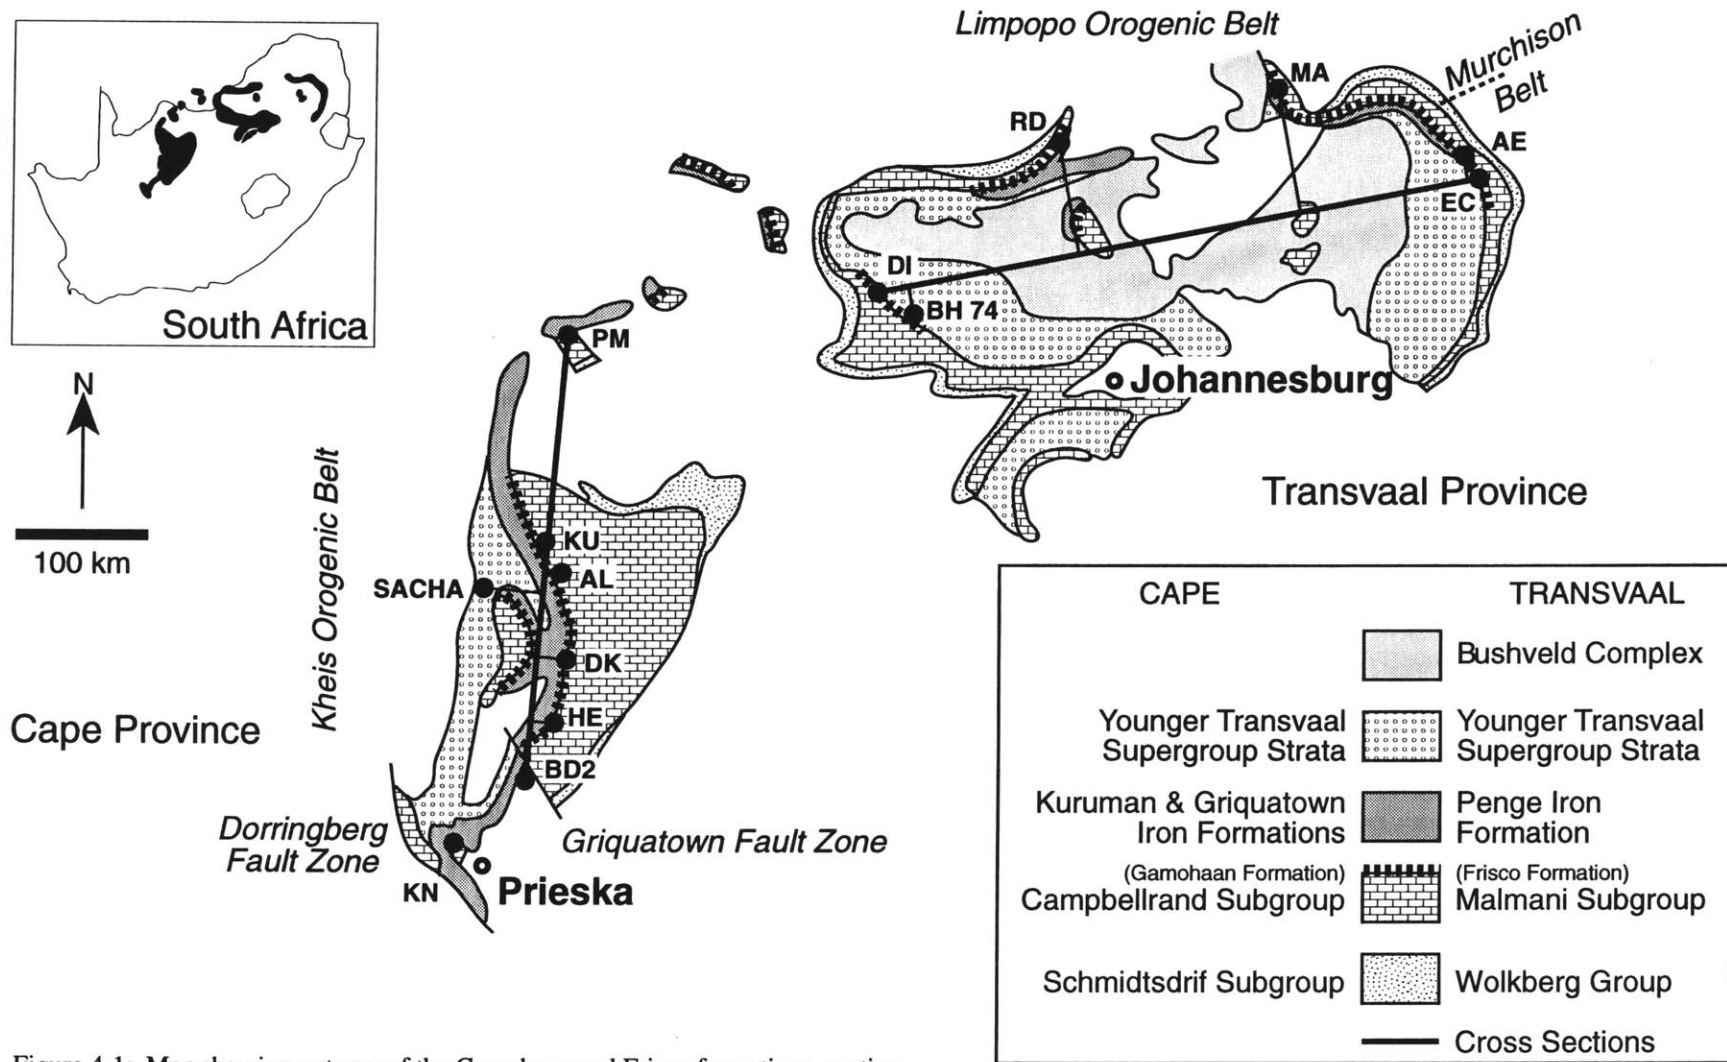 Limpopo Orogenic Belt
Murchison
Belt
MA
RD
AE
EC
DI
BH 74
South Africa
PM
Johannesburg
N
100 km
Kheis Orogenic Belt
KU
AL
SACHA
DK
HE
BD2
Transvaal Province
Cape Province
Dorringberg
Fault Zone
Griquatown Fault Zone
KN
Prieska
CAPE TRANSVAAL
Bushveld Complex
Younger Transvaal
Supergroup Strata
Younger Transvaal
Supergroup Strata
Kuruman & Griquatown
Iron Formations
Penge Iron
Formation
(Gamohaan Formation)
Campbellrand Subgroup
(Frisco Formation)
Malmani Subgroup
Schmidtsdrif Subgroup
Wolkberg Group
Cross Sections